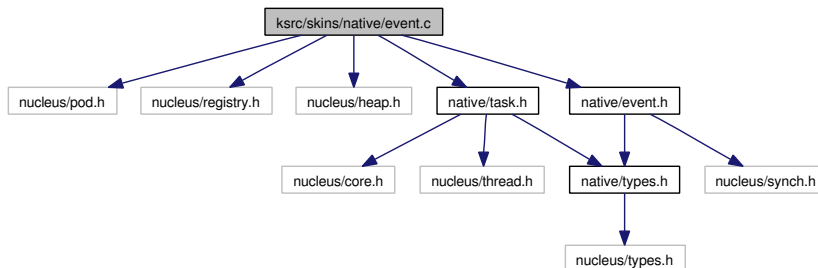 ksrc/skins/native/event.c
nucleus/pod.h
nucleus/registry.h
nucleus/heap.h
native/task.h
native/event.h
nucleus/core.h
nucleus/thread.h
native/types.h
nucleus/synch.h
nucleus/types.h